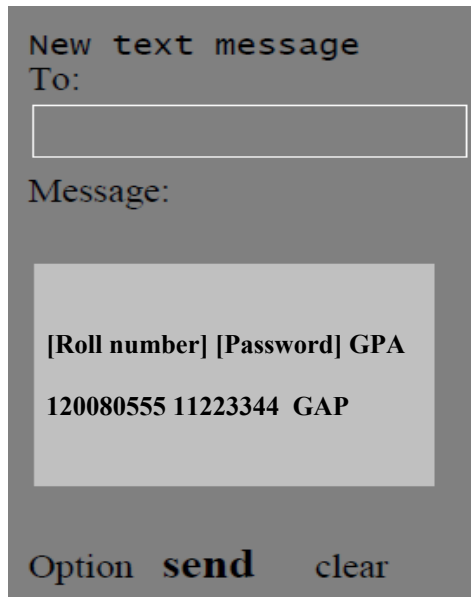 New text message
To:
Message:
[Roll number] [Password] GPA
120080555 11223344 GAP
Option send clear